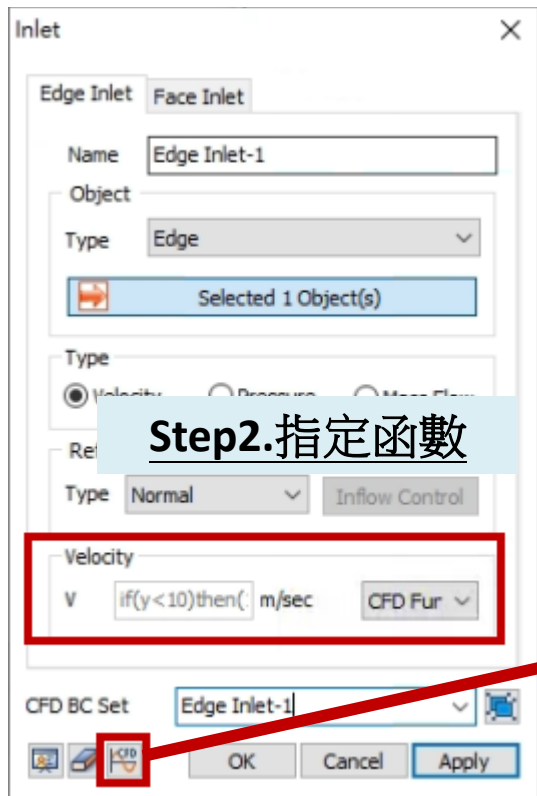 Inlet
Edge Inlet Face Inlet
Name Edge Inlet-1
Object
Type Edge
Selected 1 Object(s)
Type
Step2.指定函數
Type Normal Inflow Control
Velocity
V if(y<10)then( m/sec CFD Fur
CFD BC Set Edge Inlet-1
CFD
OK Cancel Apply